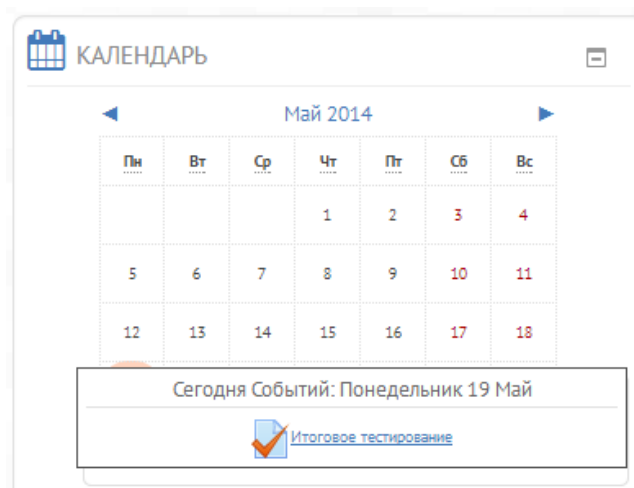 КАЛЕНДАРЬ
Май 2014
Пн Вт Ср Чт Пт Сб Вс
1 2 3 4
5 6 7 8 9 10 11
12 13 14 15 16 17 18
Сегодня Событий: Понедельник 19 Май
Итоговое тестирование